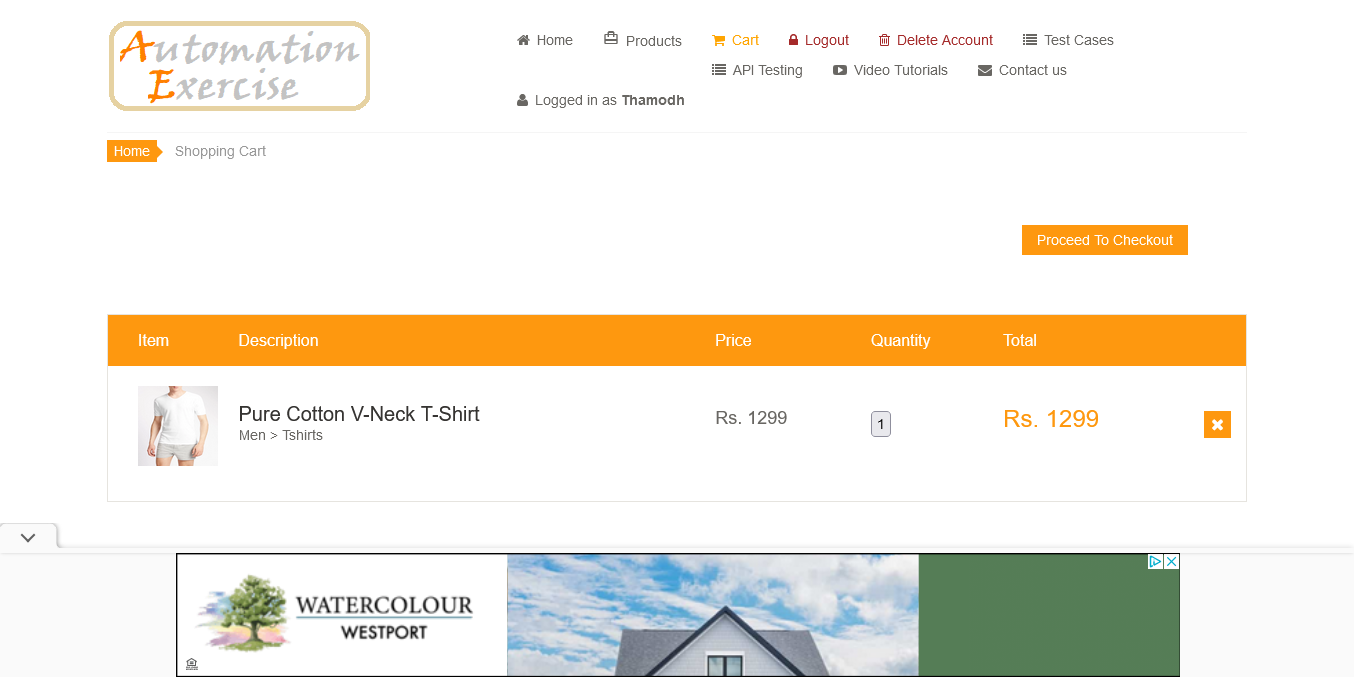 Automation
Exercise
Home Products Cart Logout Delete Account Test Cases
API Testing Video Tutorials Contact us
Logged in as Thamodh
Home Shopping Cart
Proceed To Checkout
Item Description Price Quantity Total
Pure Cotton V-Neck T-Shirt Rs. 1299 1 Rs. 1299
Men > Tshirts
WATERCOLOUR
WESTPORT